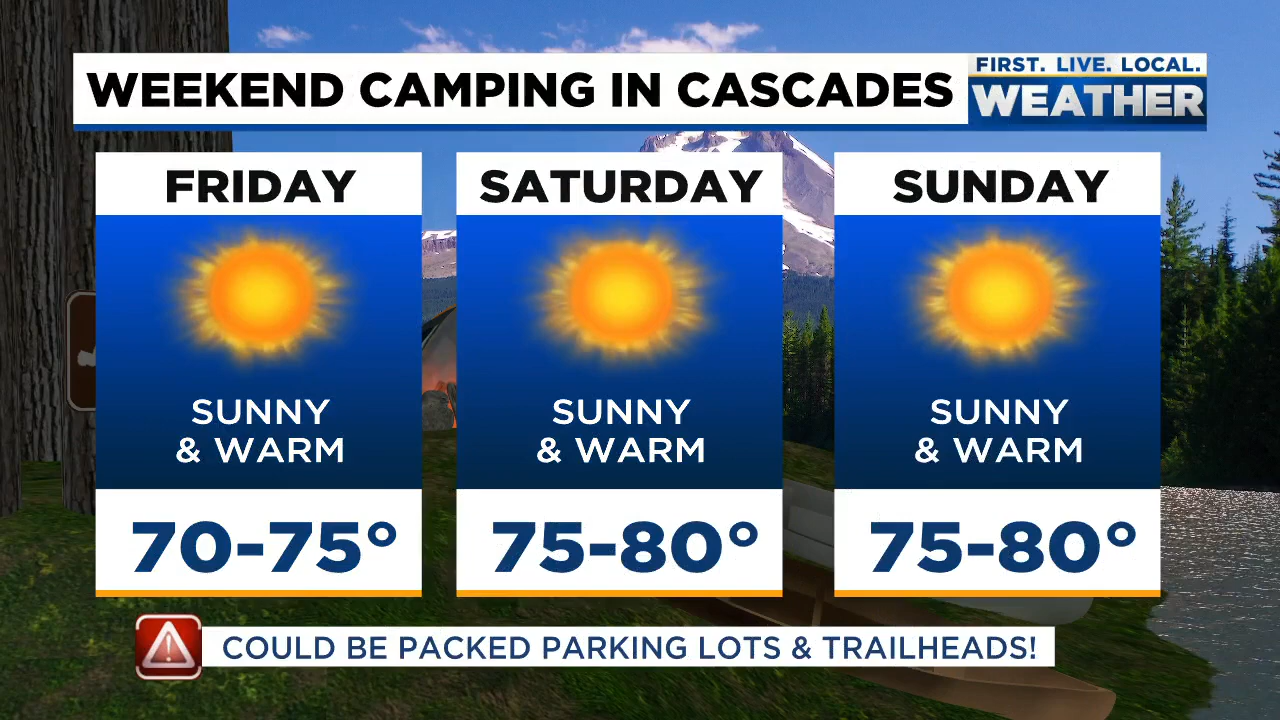 WEEKEND CAMPING IN CASCADES
FIRST. LIVE. LOCAL.
WEATHER
FRIDAY
SUNNY
& WARM
70-75°
SATURDAY
SUNNY
& WARM
75-80°
SUNDAY
SUNNY
& WARM
75-80°
COULD BE PACKED PARKING LOTS & TRAILHEADS!